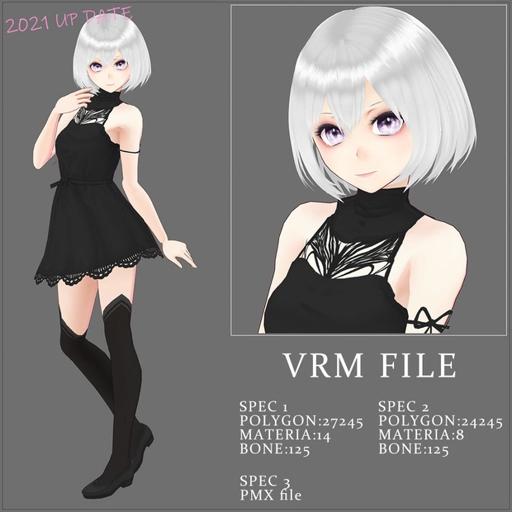 2021 UP DATE
VRM FILE
SPEC 1
POLYGON:27245
MATERIA:14
BONE:125
SPEC 2
POLYGON:24245
MATERIA:8
BONE:125
SPEC 3
PMX file